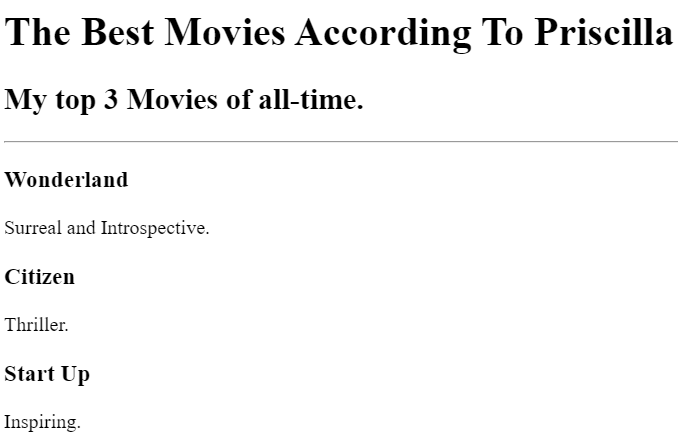 The Best Movies According To Priscilla
My top 3 Movies of all-time.
Wonderland
Surreal and Introspective.
Citizen
Thriller.
Start Up
Inspiring.